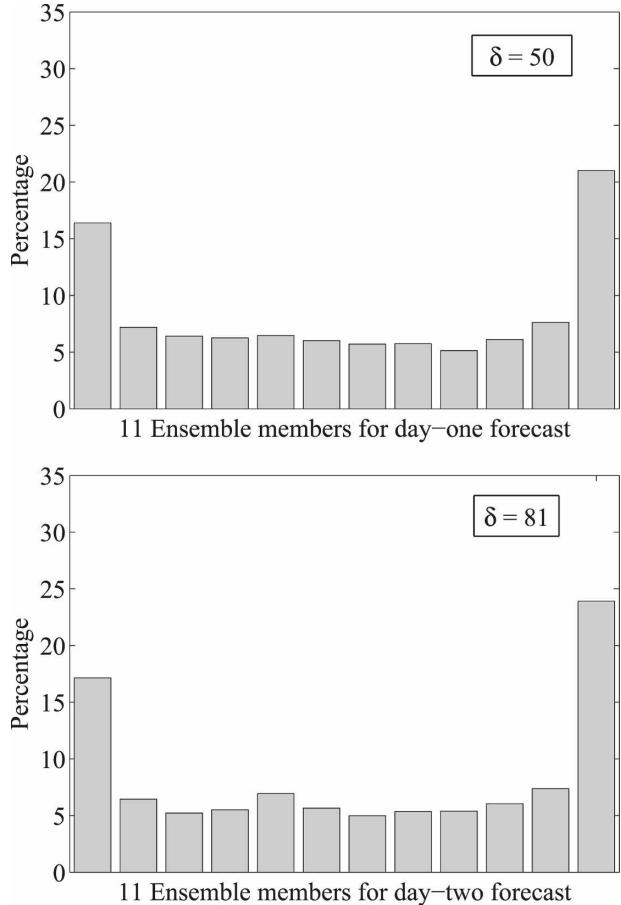 35
30
25
20
15
10
5
0
Percentage
δ = 50
11 Ensemble members for day−one forecast
35
30
25
20
15
10
5
0
Percentage
δ = 81
11 Ensemble members for day−two forecast